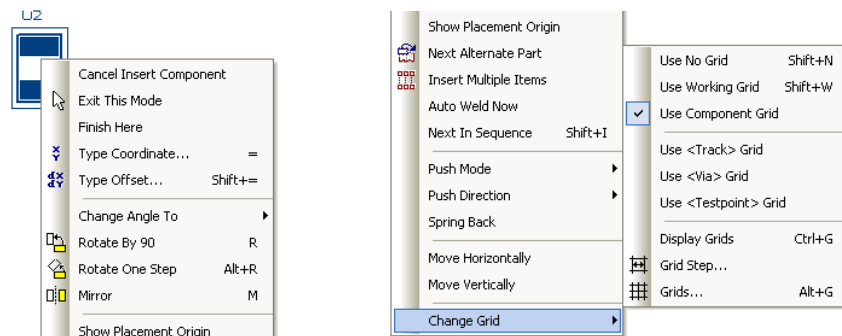 U2
Cancel Insert Component
Exit This Mode
Finish Here
Type Coordinate... =
Type Offset... Shift+=
Change Angle To
Rotate By 90 R
Rotate One Step Alt+R
Mirror M
Show Placement Origin
Show Placement Origin
Next Alternate Part
Insert Multiple Items
Auto Weld Now
Next In Sequence Shift+I
Push Mode
Push Direction
Spring Back
Move Horizontally
Move Vertically
Change Grid
Use No Grid Shift+N
Use Working Grid Shift+W
Use Component Grid
Use <Track> Grid
Use <Via> Grid
Use <Testpoint> Grid
Display Grids Ctrl+G
Grid Step...
Grids... Alt+G